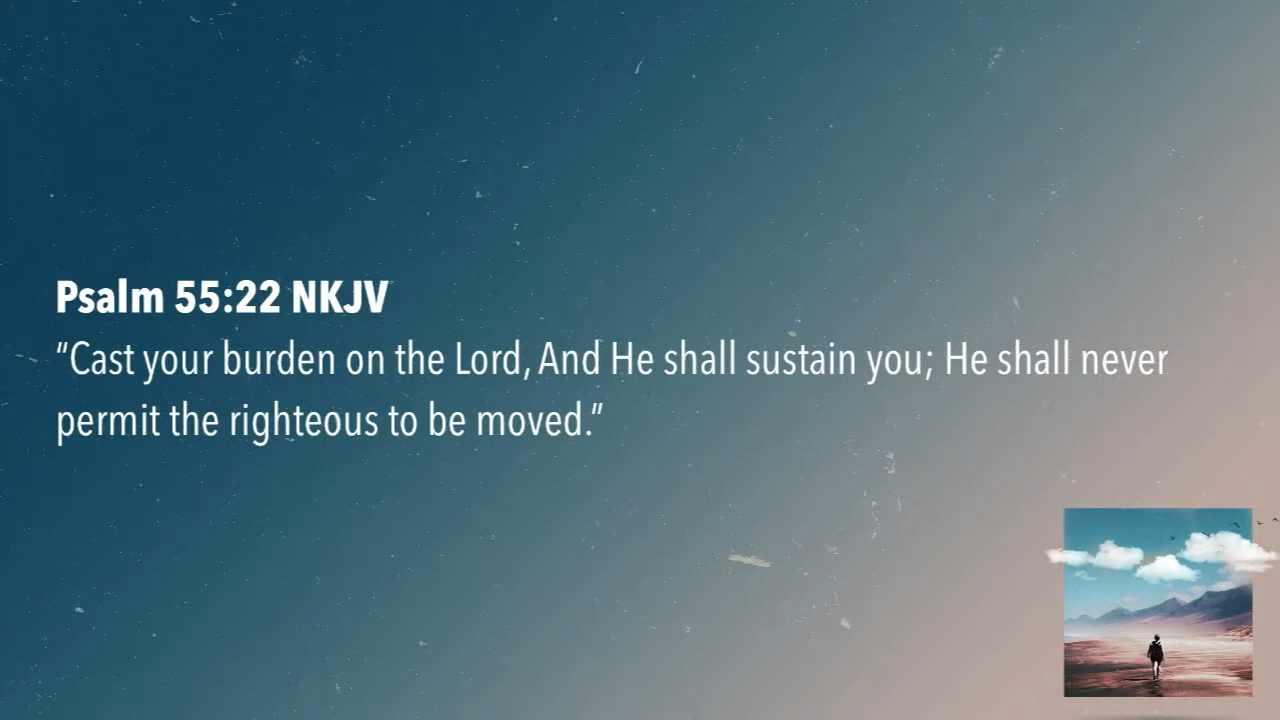 Psalm 55:22 NKJV
“Cast your burden on the Lord, And He shall sustain you; He shall never
permit the righteous to be moved.”